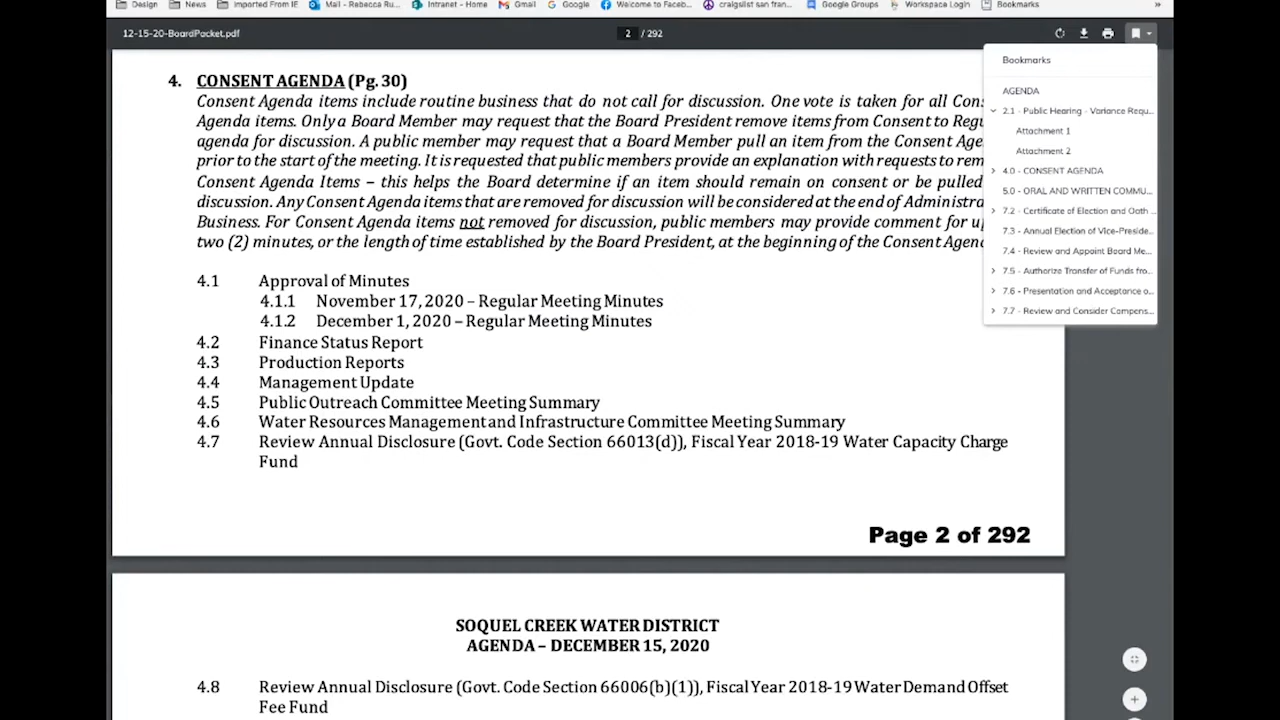 Design News Imported From IE Mail - Rebecca Ru... Intranet - Home Gmail Google Welcome to Faceb... craigslist san fran... Google Groups Workspace Login Bookmarks »
12-15-20-BoardPacket.pdf 2 / 292
Bookmarks
AGENDA
2.1 - Public Hearing - Variance Requ...
Attachment 1
Attachment 2
4.0 - CONSENT AGENDA
5.0 - ORAL AND WRITTEN COMMU...
7.2 - Certificate of Election and Oath ...
7.3 - Annual Election of Vice-Preside...
7.4 - Review and Appoint Board Me...
7.5 - Authorize Transfer of Funds fro...
7.6 - Presentation and Acceptance o...
7.7 - Review and Consider Compens...
4. CONSENT AGENDA (Pg. 30)
Consent Agenda items include routine business that do not call for discussion. One vote is taken for all Cons
Agenda items. Only a Board Member may request that the Board President remove items from Consent to Regu
agenda for discussion. A public member may request that a Board Member pull an item from the Consent Age
prior to the start of the meeting. It is requested that public members provide an explanation with requests to rem
Consent Agenda Items – this helps the Board determine if an item should remain on consent or be pulled
discussion. Any Consent Agenda items that are removed for discussion will be considered at the end of Administra
Business. For Consent Agenda items not removed for discussion, public members may provide comment for up
two (2) minutes, or the length of time established by the Board President, at the beginning of the Consent Agend
4.1 Approval of Minutes
4.1.1 November 17, 2020 – Regular Meeting Minutes
4.1.2 December 1, 2020 – Regular Meeting Minutes
4.2 Finance Status Report
4.3 Production Reports
4.4 Management Update
4.5 Public Outreach Committee Meeting Summary
4.6 Water Resources Management and Infrastructure Committee Meeting Summary
4.7 Review Annual Disclosure (Govt. Code Section 66013(d)), Fiscal Year 2018-19 Water Capacity Charge
Fund
Page 2 of 292
SOQUEL CREEK WATER DISTRICT
AGENDA – DECEMBER 15, 2020
4.8 Review Annual Disclosure (Govt. Code Section 66006(b)(1)), Fiscal Year 2018-19 Water Demand Offset
Fee Fund